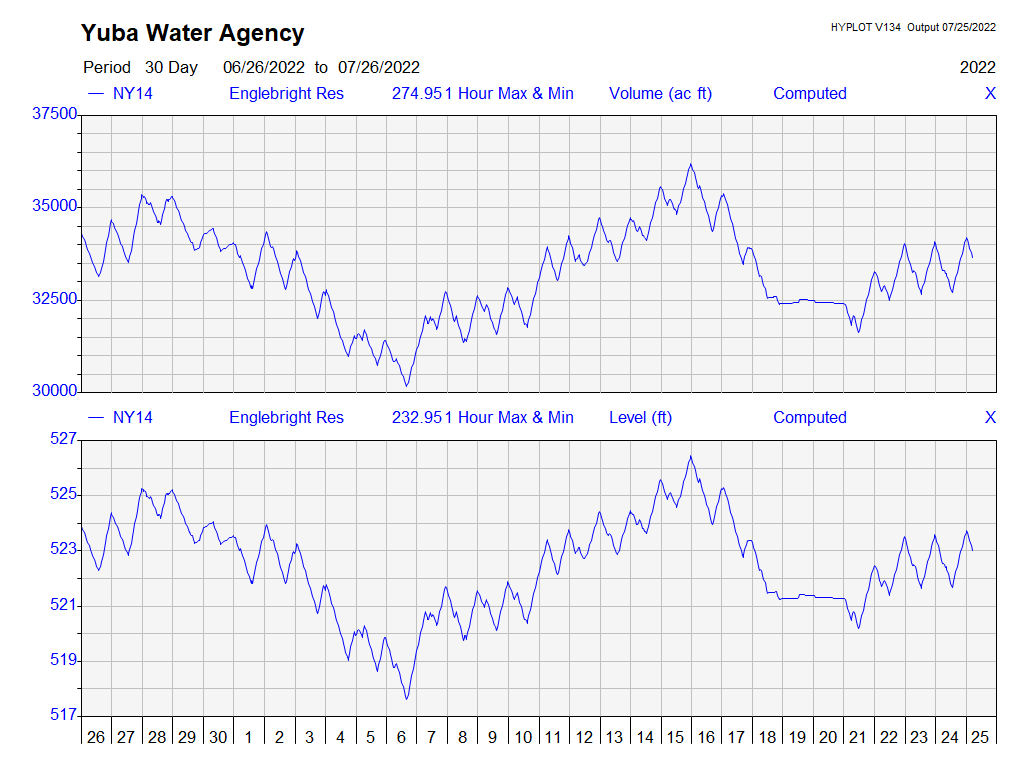 Yuba Water Agency
HYPLOT V134 Output 07/25/2022
Period 30 Day 06/26/2022 to 07/26/2022 2022
— NY14 Englebright Res 274.95 1 Hour Max & Min Volume (ac ft) Computed X
37500
35000
32500
30000
— NY14 Englebright Res 232.95 1 Hour Max & Min Level (ft) Computed X
527
525
523
521
519
517
26 27 28 29 30 1 2 3 4 5 6 7 8 9 10 11 12 13 14 15 16 17 18 19 20 21 22 23 24 25